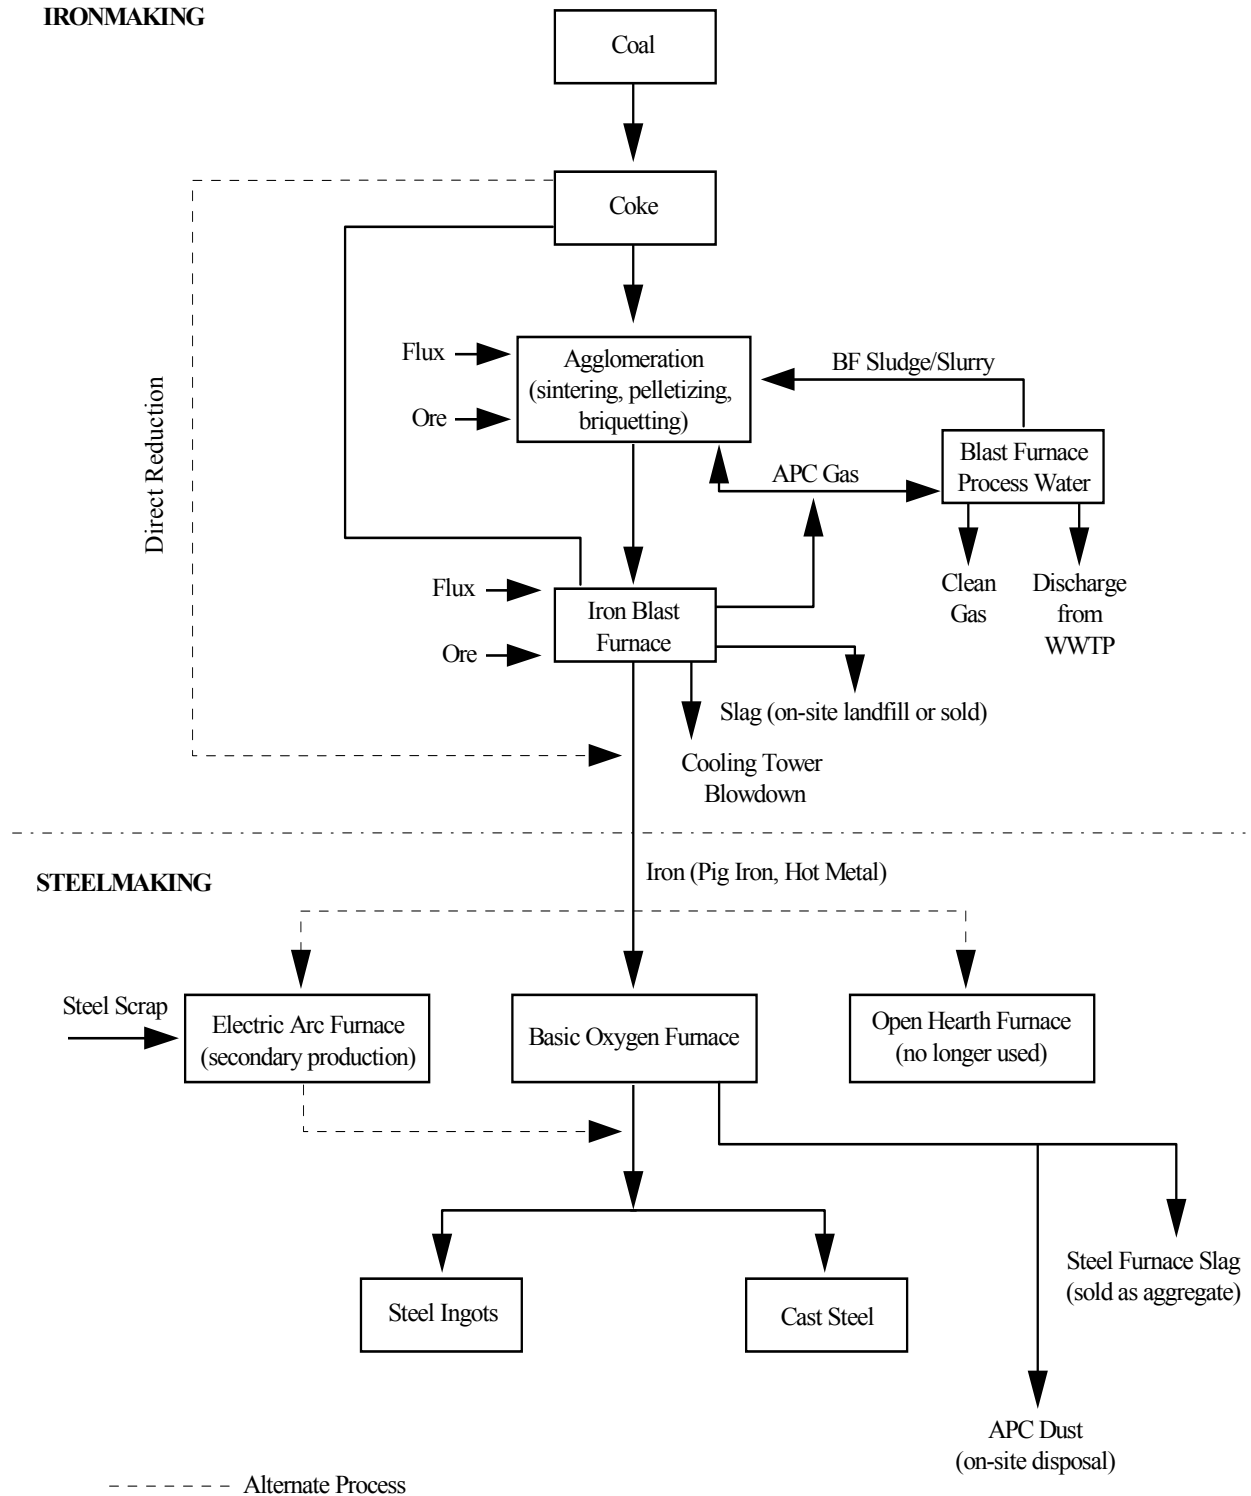 IRONMAKING
Coal
Coke
Direct Reduction
Flux
Ore
Agglomeration
(sintering, pelletizing,
briquetting)
BF Sludge/Slurry
APC Gas
Blast Furnace
Process Water
Clean
Gas
Discharge
from
WWTP
Flux
Ore
Iron Blast
Furnace
Slag (on-site landfill or sold)
Cooling Tower
Blowdown
STEELMAKING
Iron (Pig Iron, Hot Metal)
Steel Scrap
Electric Arc Furnace
(secondary production)
Basic Oxygen Furnace
Open Hearth Furnace
(no longer used)
Steel Ingots
Cast Steel
Steel Furnace Slag
(sold as aggregate)
APC Dust
(on-site disposal)
Alternate Process